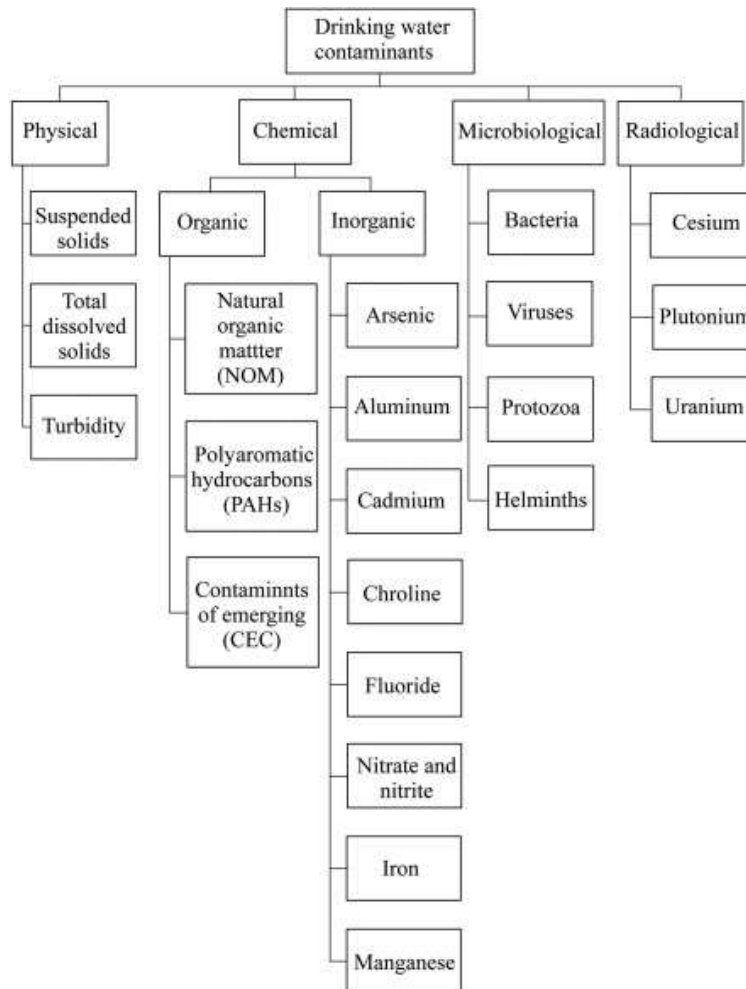 Drinking water
contaminants
Physical
Chemical
Microbiological
Radiological
Suspended
solids
Total
dissolved
solids
Turbidity
Organic
Natural
organic
mattter
(NOM)
Polyaromatic
hydrocarbons
(PAHs)
Contaminnts
of emerging
(CEC)
Inorganic
Arsenic
Aluminum
Cadmium
Chroline
Fluoride
Nitrate and
nitrite
Iron
Manganese
Bacteria
Viruses
Protozoa
Helminths
Cesium
Plutonium
Uranium